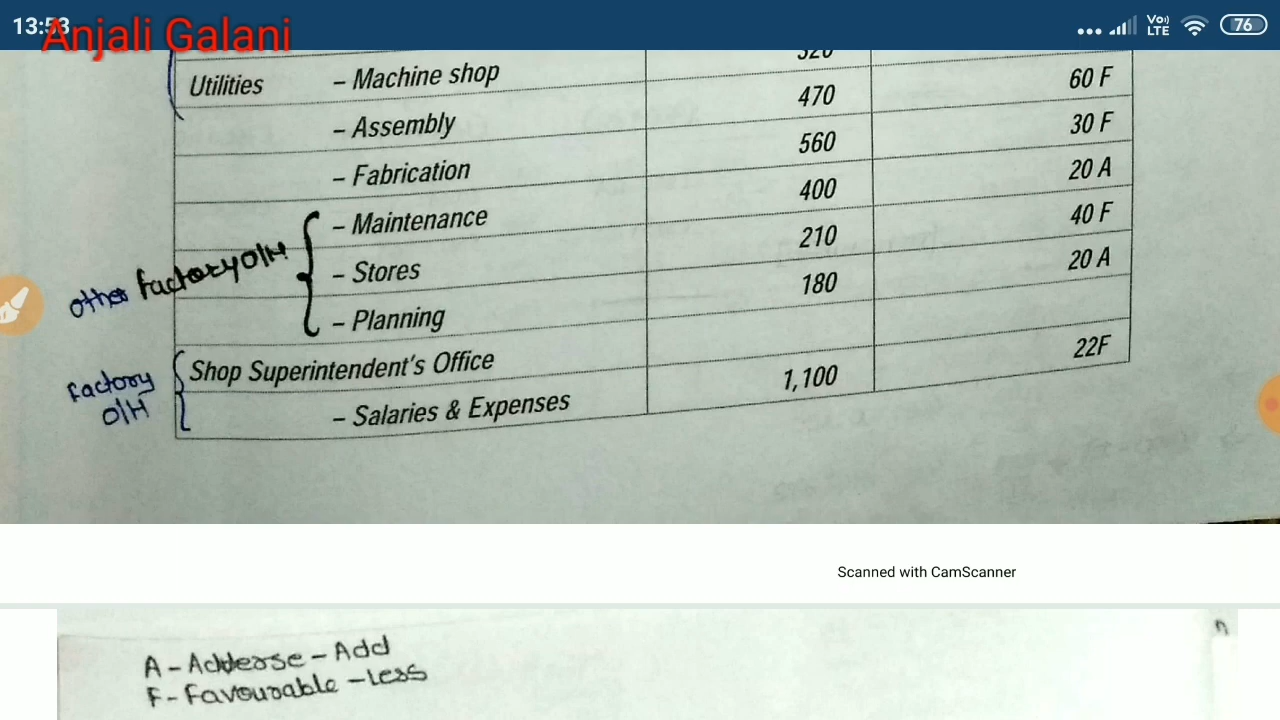 13:53
Anjali Galani
Vo) LTE 76
Utilities – Machine shop
– Assembly 470 60 F
– Fabrication 560 30 F
– Maintenance 400 20 A
other factory O/H
– Stores 210 40 F
– Planning 180 20 A
Shop Superintendent's Office
Factory O/H
– Salaries & Expenses 1,100 22F
Scanned with CamScanner
A - Adverse - Add
F - Favourable - Less